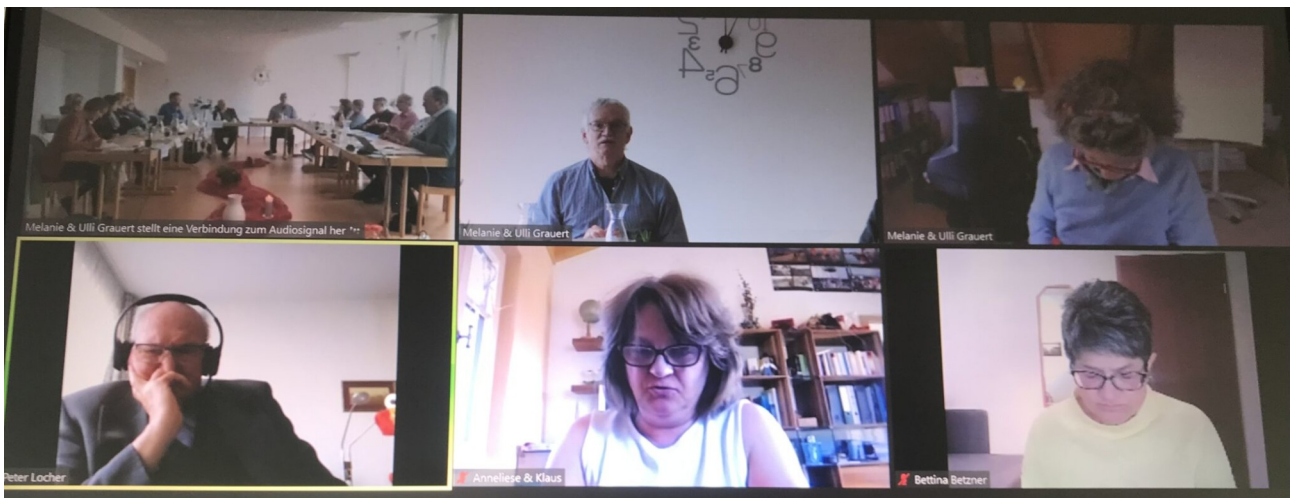 Melanie & Ulli Grauert stellt eine Verbindung zum Audiosignal her
Melanie & Ulli Grauert
Melanie & Ulli Grauert
Peter Locher
Anneliese & Klaus
Bettina Betzner